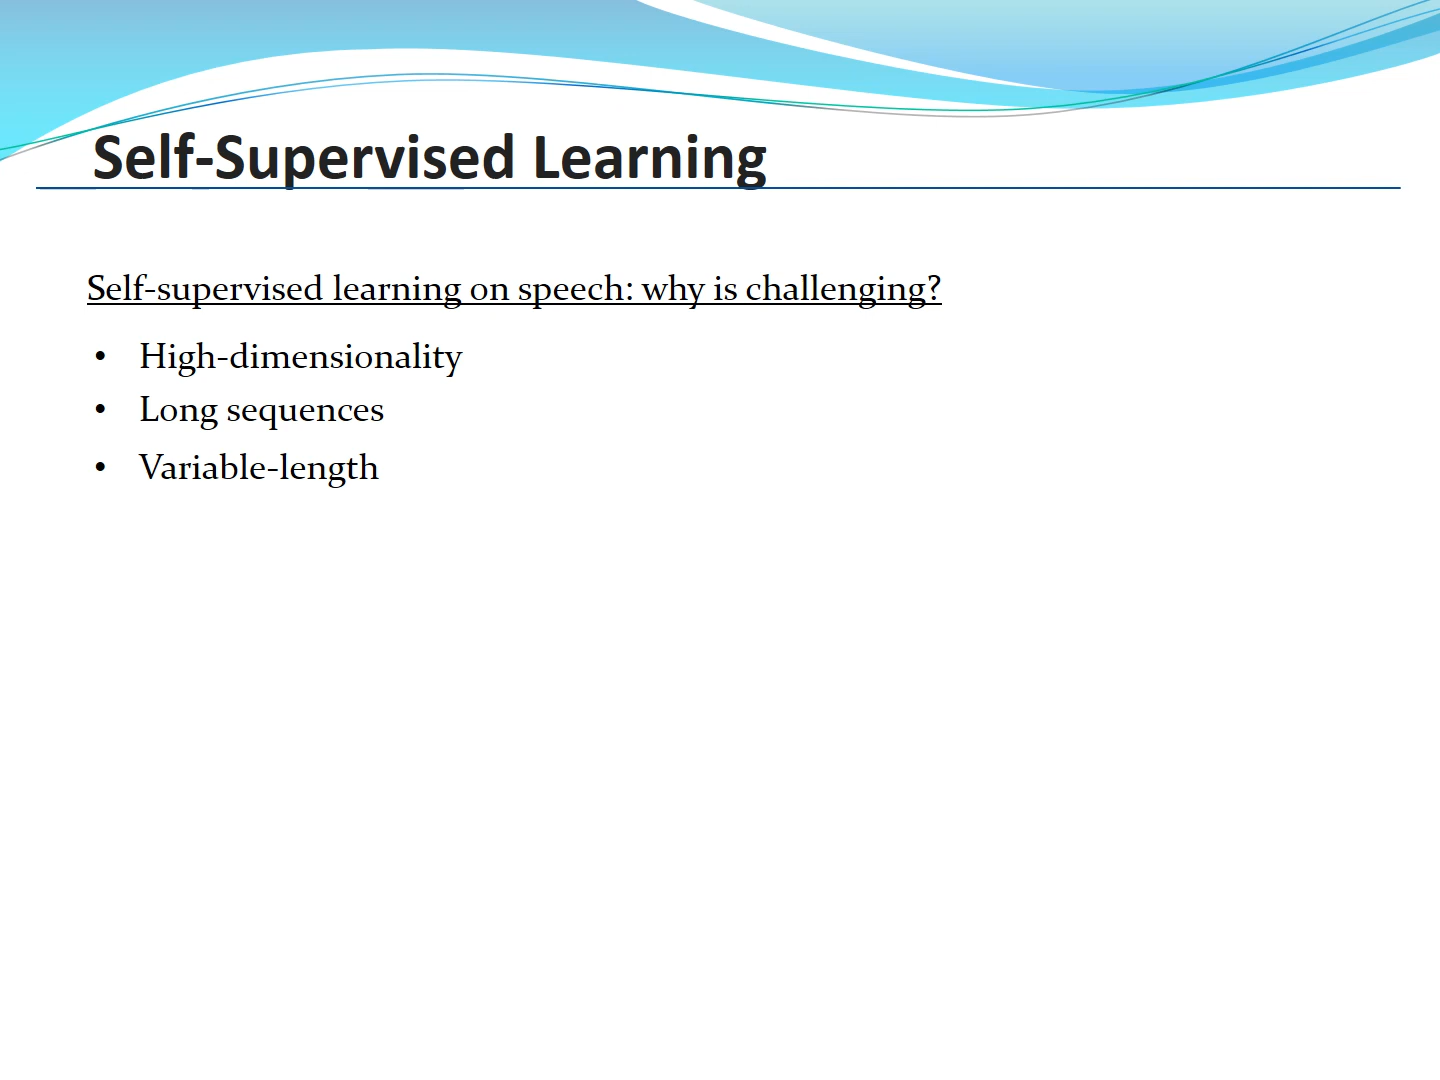 Self-Supervised Learning
Self-supervised learning on speech: why is challenging?
• High-dimensionality
• Long sequences
• Variable-length